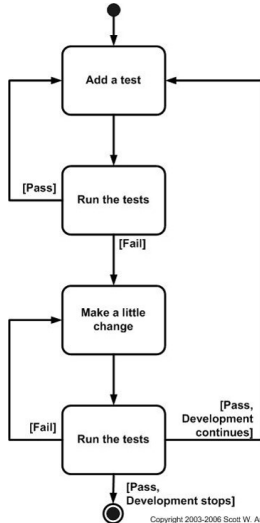 Add a test
[Pass]
Run the tests
[Fail]
Make a little
change
[Pass,
Development
continues]
[Fail]
Run the tests
[Pass,
Development stops]
Copyright 2003-2006 Scott W.